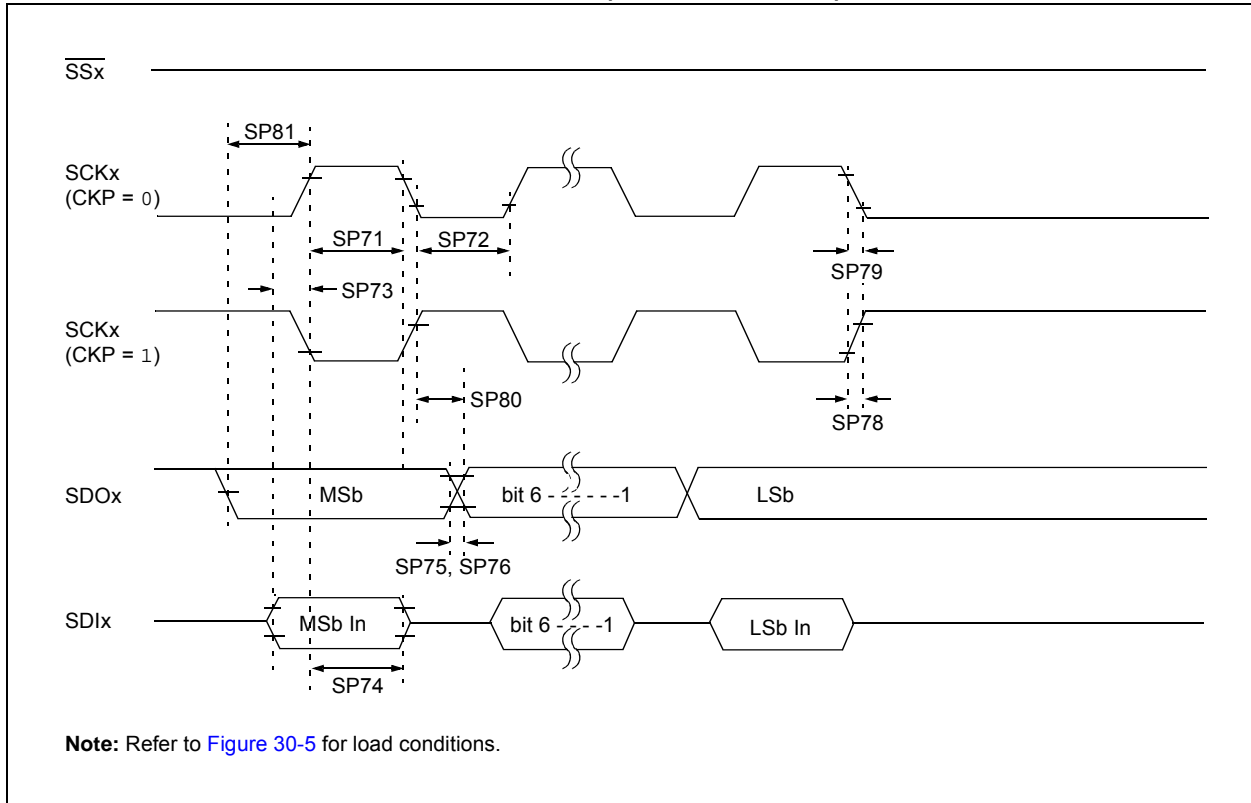 SSx
SP81
SCKx
(CKP = 0)
SP71
SP72
SP79
SP73
SCKx
(CKP = 1)
SP80
SP78
SDOx
MSb
bit 6 - - - - - -1
LSb
SP75, SP76
SDIx
MSb In
bit 6 - - - -1
LSb In
SP74
Note: Refer to Figure 30-5 for load conditions.